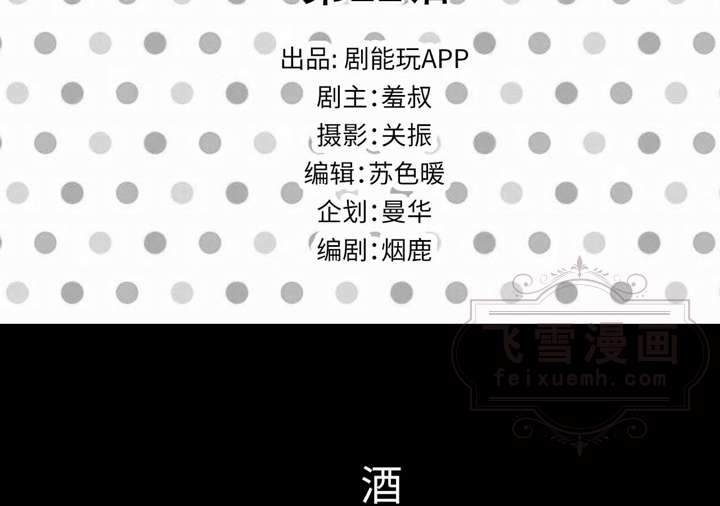 出品: 剧能玩APP
剧主:羞叔
摄影:关振
编辑:苏色暖
企划:曼华
编剧:烟鹿
飞雪漫画
feixuemh.com
酒